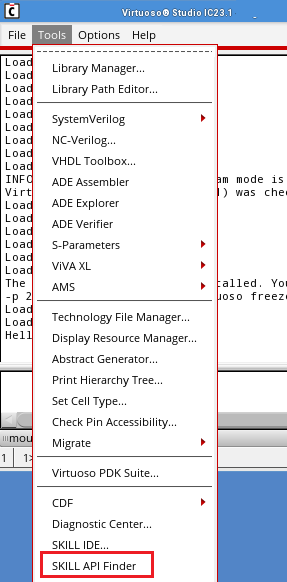 Virtuoso® Studio IC23.1
File Tools Options Help
Load
Library Manager...
Load
Library Path Editor...
Load
Load
Load
SystemVerilog
Load
NC-Verilog...
Load
VHDL Toolbox...
Load
INFO
ADE Assembler
am mode is
Virt
ADE Explorer
) was che
Load
ADE Verifier
Load
S-Parameters
Load
ViVA XL
Load
AMS
Load
The
alled. You
-p 2
uoso freez
Load
Technology File Manager...
Load
Hell
Display Resource Manager...
Abstract Generator...
Print Hierarchy Tree...
Set Cell Type...
Check Pin Accessibility...
mou
Migrate
1
1>
Virtuoso PDK Suite...
CDF
Diagnostic Center...
SKILL IDE...
SKILL API Finder